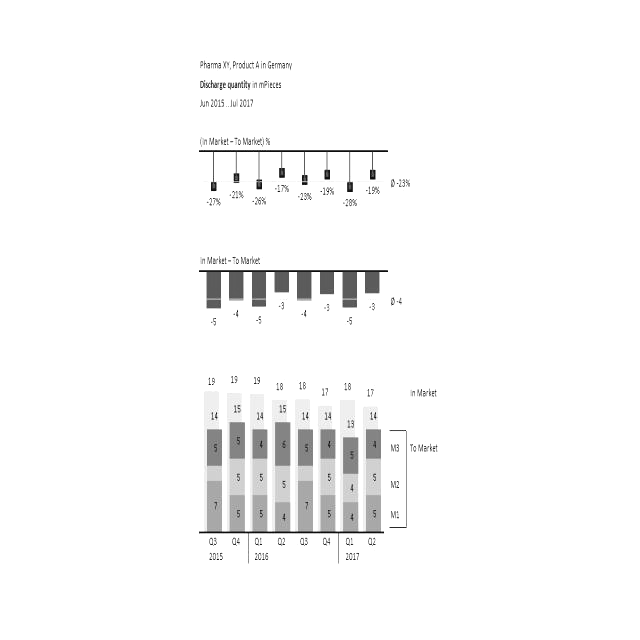 Pharma XY, Product A in Germany
Discharge quantity in mPieces
Jun 2015...Jul 2017
(In Market – To Market) %
-27% -21% -26% -17% -23% -19% -28% -19% Ø -23%
In Market – To Market
-5 -4 -5 -3 -4 -3 -5 -3 Ø -4
19 19 19 18 18 17 18 17 In Market
14 15 14 15 14 14 13 14
5 5 4 6 5 4 5 4 M3 To Market
5 5 5 4 5 M2
7 5 5 4 7 5 4 5 M1
Q3 Q4 Q1 Q2 Q3 Q4 Q1 Q2
2015 2016 2017